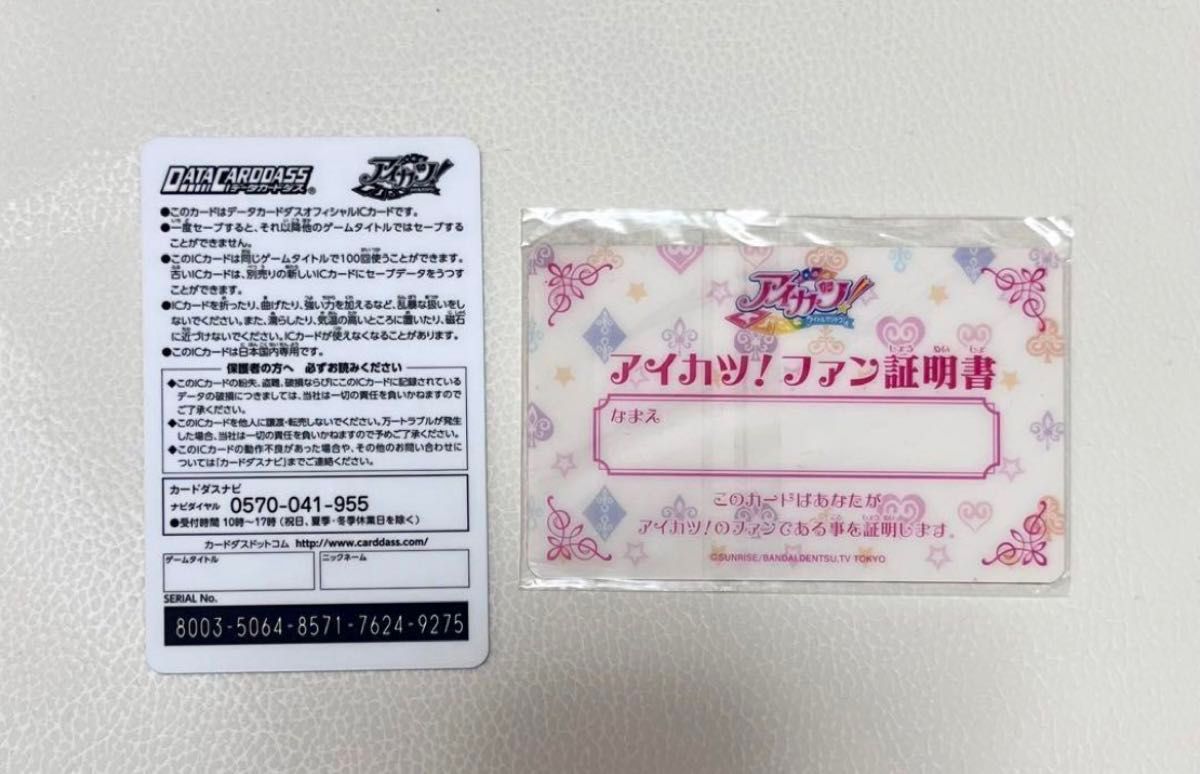 DATA CARDDASS
データカードダス®
アイカツ!
●このカードはデータカードダスオフィシャルICカードです。
●一度セーブすると、それ以降他のゲームタイトルではセーブする
ことができません。
●このICカードは同じゲームタイトルで100回使うことができます。
古いICカードは、別売りの新しいICカードにセーブデータをうつす
ことができます。
●ICカードを折ったり、曲げたり、強い力を加えるなど、乱暴な扱いをし
ないでください。また、濡らしたり、気温の高いところに置いたり、磁石
に近づけないでください。ICカードが使えなくなることがあります。
●このICカードは日本国内専用です。
保護者の方へ 必ずお読みください
◆このICカードの紛失、盗難、破損ならびにこのICカードに記録されている
データの破損につきましては、当社は一切の責任を負いかねますので
ご了承ください。
◆このICカードを他人に譲渡・転売しないでください。万一トラブルが発生
した場合、当社は一切の責任を負いかねますので予めご了承ください。
◆このICカードの動作不良があった場合や、その他のお問い合わせに
ついては「カードダスナビ」までご連絡ください。
カードダスナビ
ナビダイヤル 0570-041-955
●受付時間 10時〜17時(祝日、夏季・冬季休業日を除く)
カードダスドットコム http://www.carddass.com/
ゲームタイトル
ニックネーム
SERIAL No.
8003-5064-8571-7624-9275
アイカツ!
アイドルカツドウ!
アイカツ!ファン証明書
なまえ
このカードはあなたが
アイカツ!のファンである事を証明します。
©SUNRISE/BANDAI,DENTSU,TV TOKYO